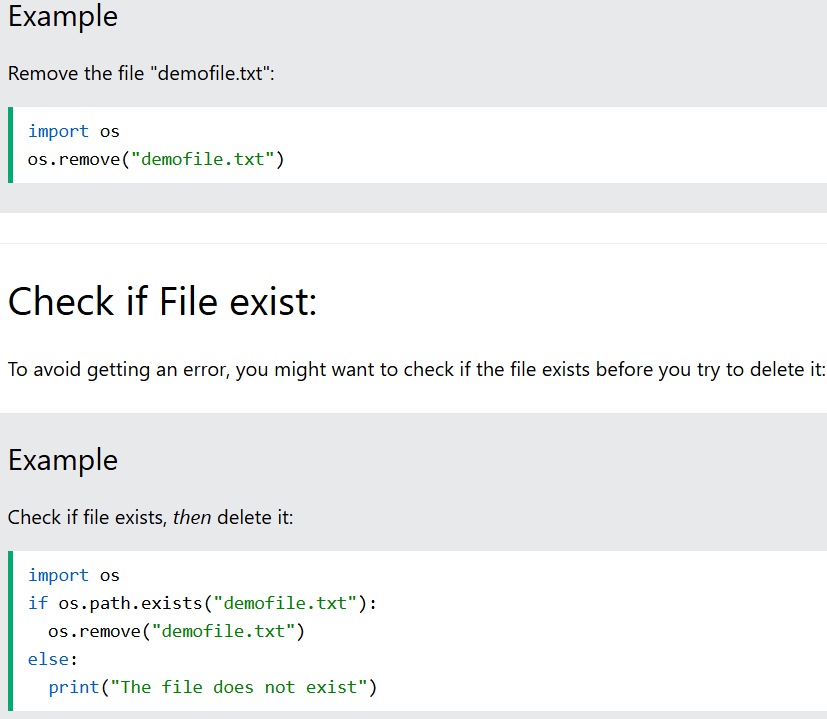 Example
Remove the file "demofile.txt":
import os
os.remove("demofile.txt")
Check if File exist:
To avoid getting an error, you might want to check if the file exists before you try to delete it:
Example
Check if file exists, then delete it:
import os
if os.path.exists("demofile.txt"):
  os.remove("demofile.txt")
else:
  print("The file does not exist")